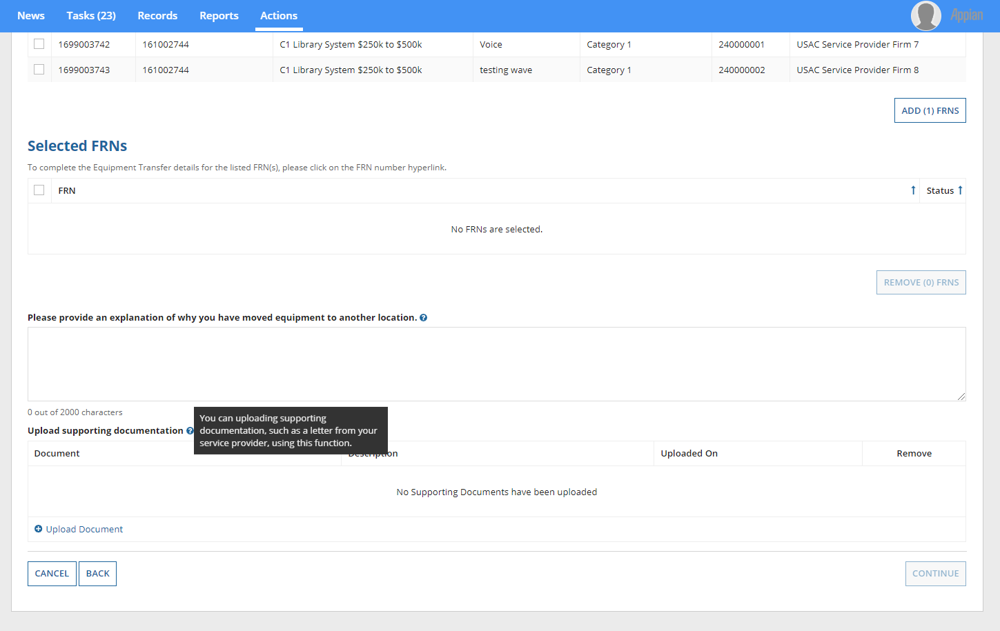 News Tasks (23) Records Reports Actions Appian
1699003742 161002744 C1 Library System $250k to $500k Voice Category 1 240000001 USAC Service Provider Firm 7
1699003743 161002744 C1 Library System $250k to $500k testing wave Category 1 240000002 USAC Service Provider Firm 8
ADD (1) FRNS
Selected FRNs
To complete the Equipment Transfer details for the listed FRN(s), please click on the FRN number hyperlink.
FRN Status
No FRNs are selected.
REMOVE (0) FRNS
Please provide an explanation of why you have moved equipment to another location.
0 out of 2000 characters
Upload supporting documentation
You can uploading supporting
documentation, such as a letter from your
service provider, using this function.
Document Description Uploaded On Remove
No Supporting Documents have been uploaded
Upload Document
CANCEL BACK CONTINUE